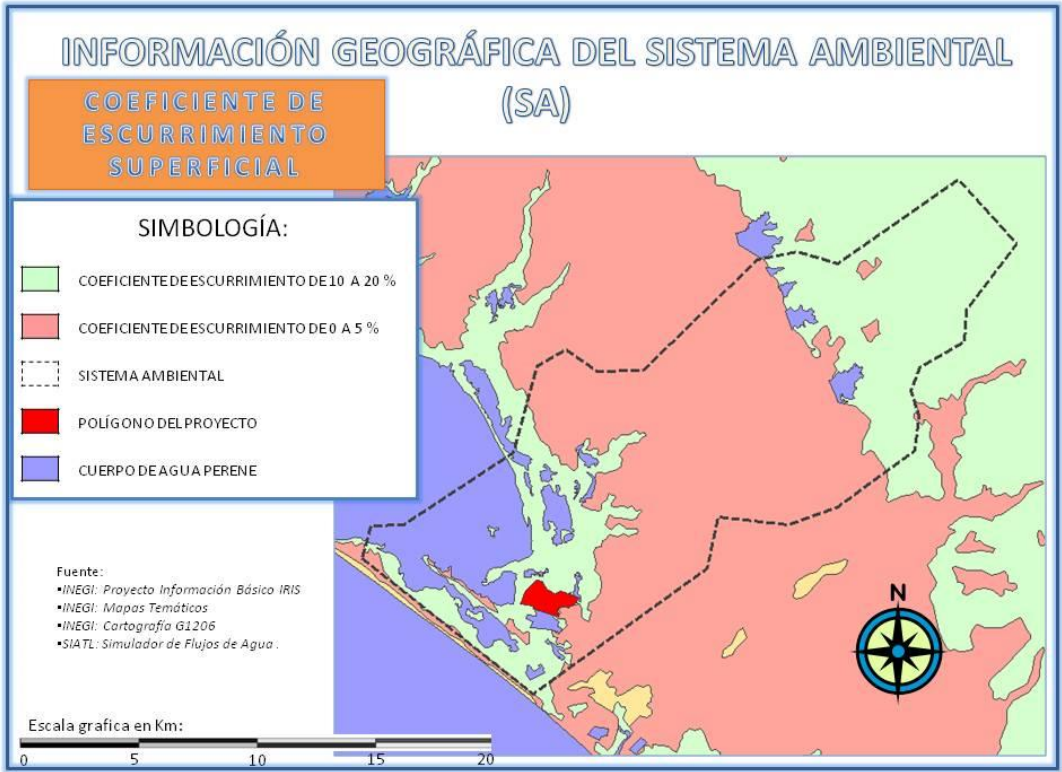 INFORMACIÓN GEOGRÁFICA DEL SISTEMA AMBIENTAL
(SA)
COEFICIENTE DE
ESCURRIMIENTO
SUPERFICIAL
SIMBOLOGÍA:
COEFICIENTE DE ESCURRIMIENTO DE 10 A 20 %
COEFICIENTE DE ESCURRIMIENTO DE 0 A 5 %
SISTEMA AMBIENTAL
POLÍGONO DEL PROYECTO
CUERPO DE AGUA PERENE
Fuente:
▪INEGI: Proyecto Información Básico IRIS
▪INEGI: Mapas Temáticos
▪INEGI: Cartografía G1206
▪SIATL: Simulador de Flujos de Agua .
N
Escala grafica en Km:
0 5 10 15 20